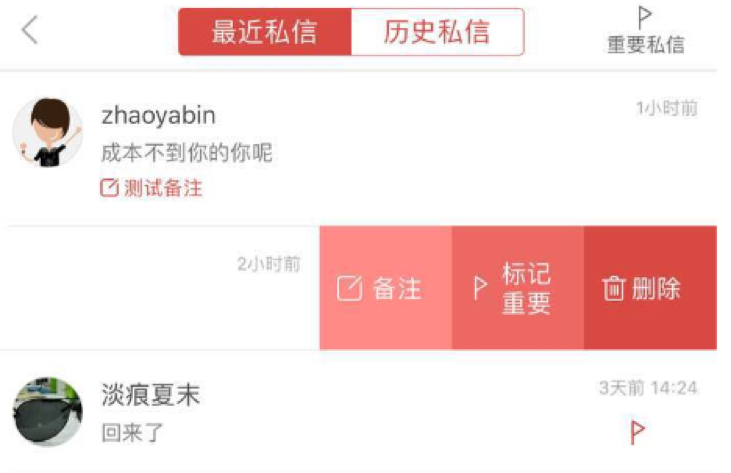 最近私信 历史私信
重要私信
zhaoyabin 1小时前
成本不到你的你呢
测试备注
2小时前
备注
标记
重要
删除
淡痕夏末 3天前 14:24
回来了